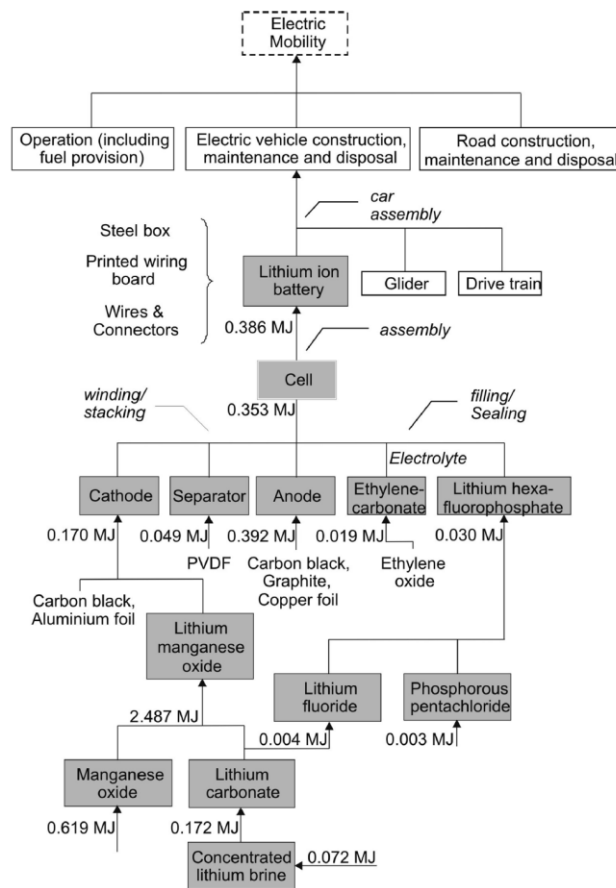 Electric
Mobility
Operation (including
fuel provision)
Electric vehicle construction,
maintenance and disposal
Road construction,
maintenance and disposal
car
assembly
Steel box
Printed wiring
board
Wires &
Connectors
Lithium ion
battery
Glider
Drive train
0.386 MJ
assembly
Cell
0.353 MJ
winding/
stacking
filling/
Sealing
Electrolyte
Cathode
Separator
Anode
Ethylene-
carbonate
Lithium hexa-
fluorophosphate
0.170 MJ
0.049 MJ
0.392 MJ
0.019 MJ
0.030 MJ
PVDF
Carbon black,
Graphite,
Copper foil
Ethylene
oxide
Carbon black,
Aluminium foil
Lithium
manganese
oxide
Lithium
fluoride
Phosphorous
pentachloride
2.487 MJ
0.004 MJ
0.003 MJ
Manganese
oxide
Lithium
carbonate
0.619 MJ
0.172 MJ
Concentrated
lithium brine
0.072 MJ